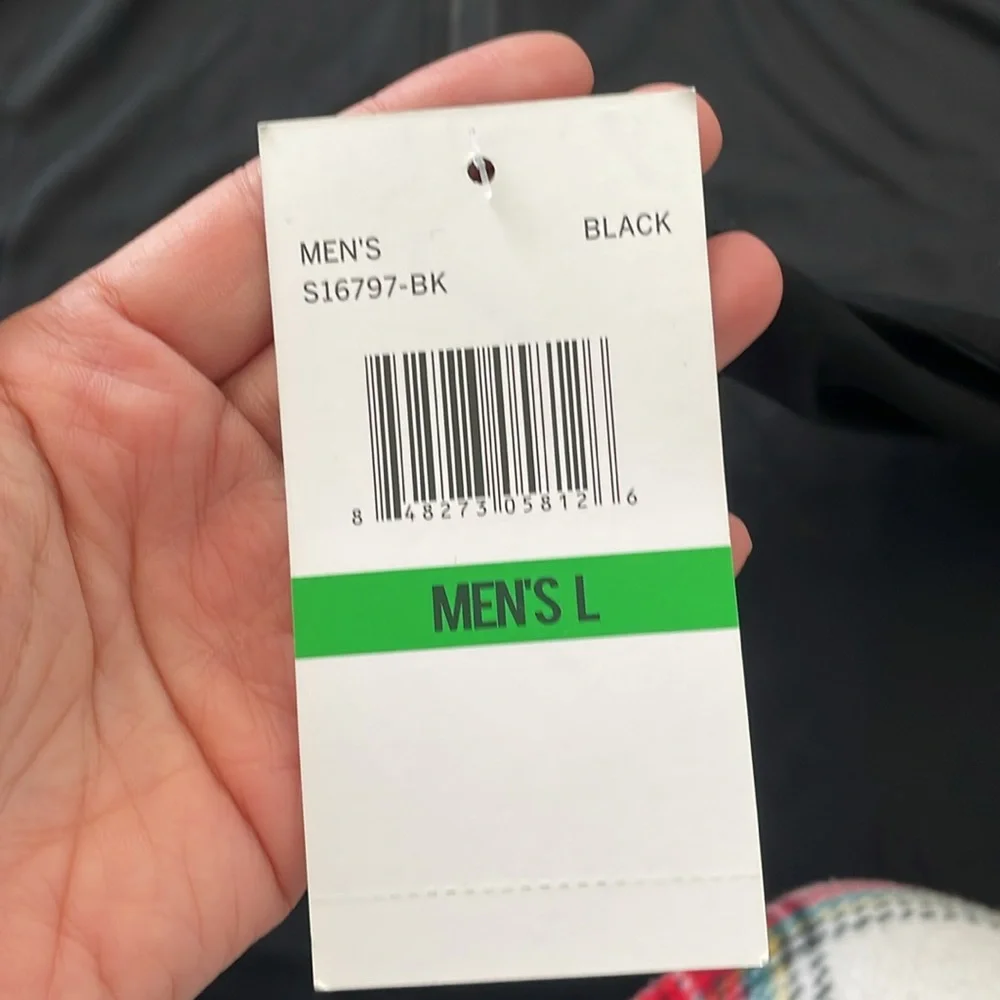 MEN'S
BLACK
S16797-BK
8 48273 05812 6
MEN'S L